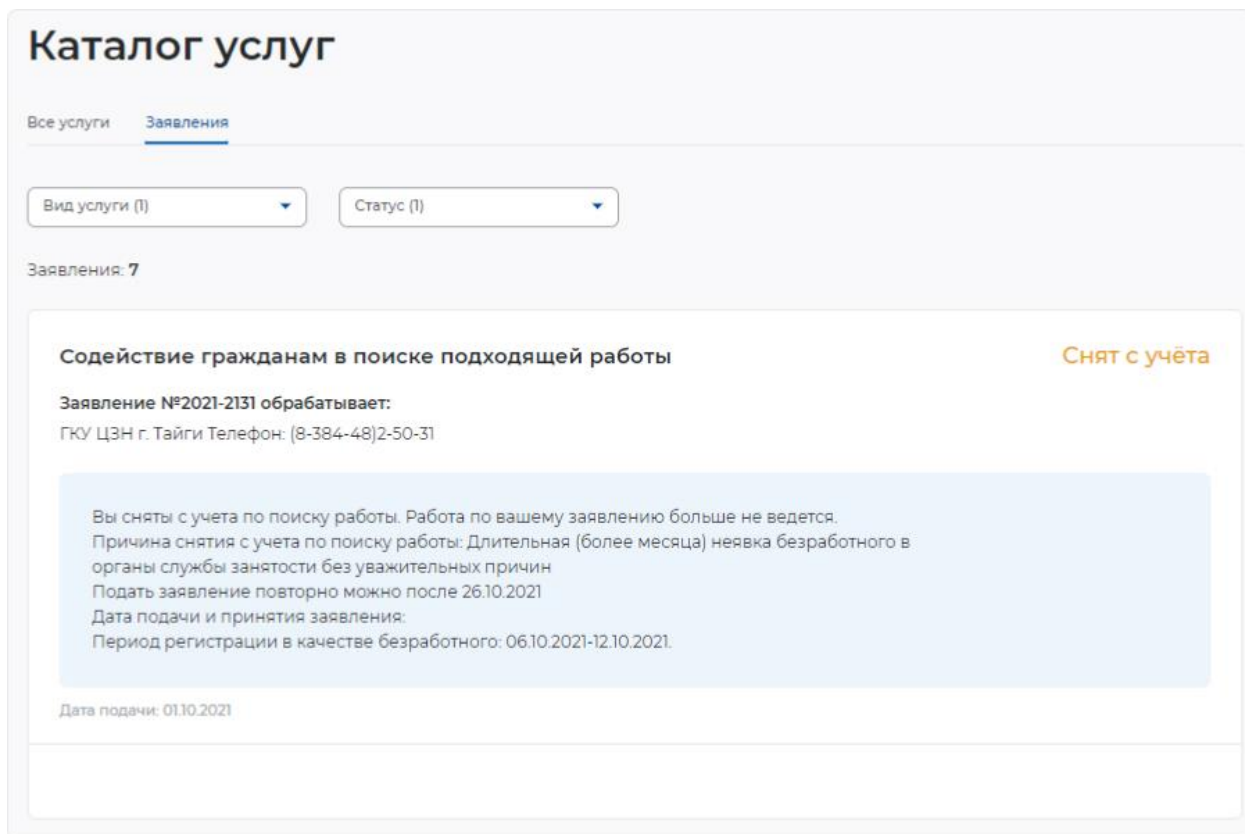 Каталог услуг
Все услуги Заявления
Вид услуги (1) Статус (1)
Заявления: 7
Содействие гражданам в поиске подходящей работы Снят с учёта
Заявление №2021-2131 обрабатывает:
ГКУ ЦЗН г. Тайги Телефон: (8-384-48)2-50-31
Вы сняты с учета по поиску работы. Работа по вашему заявлению больше не ведется.
Причина снятия с учета по поиску работы: Длительная (более месяца) неявка безработного в
органы службы занятости без уважительных причин
Подать заявление повторно можно после 26.10.2021
Дата подачи и принятия заявления:
Период регистрации в качестве безработного: 06.10.2021-12.10.2021.
Дата подачи: 01.10.2021